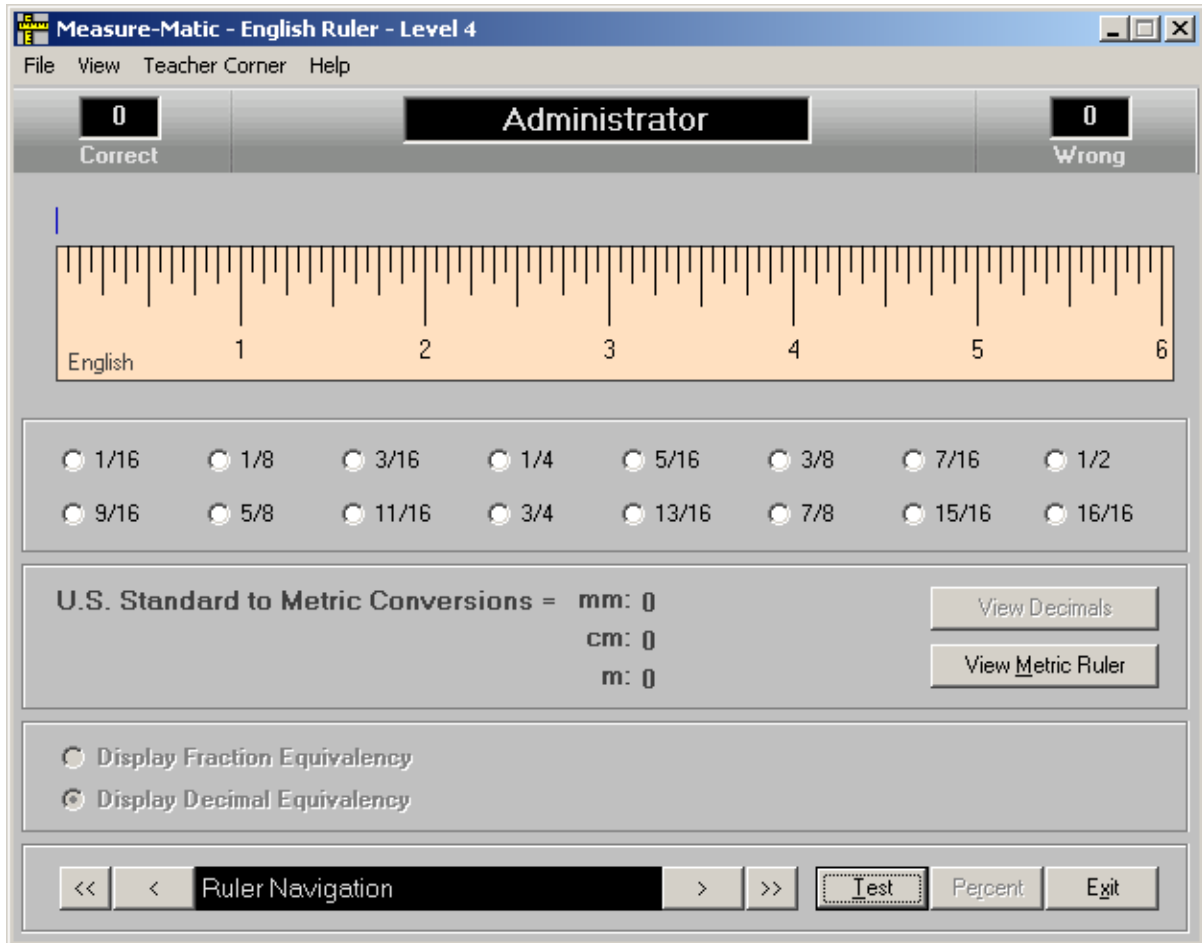 Measure-Matic - English Ruler - Level 4
File View Teacher Corner Help
0 Administrator 0
Correct Wrong
1 2 3 4 5 6
English
1/16 1/8 3/16 1/4 5/16 3/8 7/16 1/2
9/16 5/8 11/16 3/4 13/16 7/8 15/16 16/16
U.S. Standard to Metric Conversions = mm: 0
View Decimals
cm: 0
View Metric Ruler
m: 0
Display Fraction Equivalency
Display Decimal Equivalency
<< < Ruler Navigation > >> Test Percent Exit